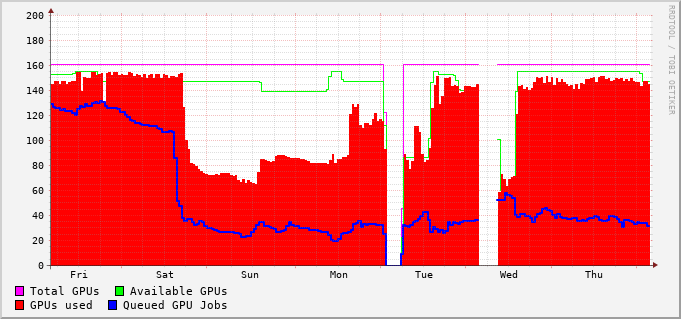 200
180
160
140
120
100
80
60
40
20
0
Fri Sat Sun Mon Tue Wed Thu
Total GPUs Available GPUs
GPUs used Queued GPU Jobs
RRDTOOL / TOBI OETIKER